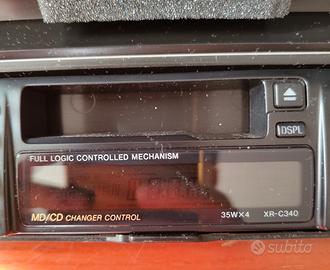 DSPL
FULL LOGIC CONTROLLED MECHANISM
MD/CD CHANGER CONTROL 35W×4 XR-C340
subito